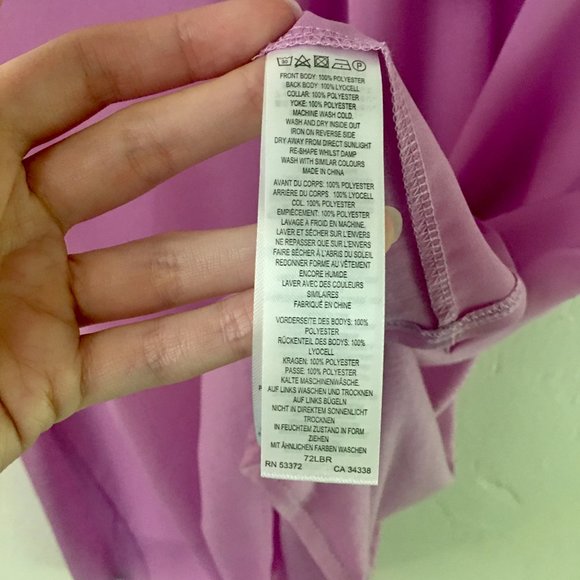 FRONT BODY: 100% POLYESTER
BACK BODY: 100% LYOCELL
COLLAR: 100% POLYESTER
YOKE: 100% POLYESTER
MACHINE WASH COLD.
WASH AND DRY INSIDE OUT
IRON ON REVERSE SIDE
DRY AWAY FROM DIRECT SUNLIGHT
RE-SHAPE WHILST DAMP
WASH WITH SIMILAR COLOURS
MADE IN CHINA
AVANT DU CORPS: 100% POLYESTER
ARRIÈRE DU CORPS: 100% LYOCELL
COL: 100% POLYESTER
EMPIÈCEMENT: 100% POLYESTER
LAVAGE A FROID EN MACHINE.
LAVER ET SÉCHER SUR L'ENVERS
NE REPASSER QUE SUR L'ENVERS
FAIRE SÉCHER À L'ABRIS DU SOLEIL
REDONNER FORME AU VÊTEMENT
ENCORE HUMIDE
LAVER AVEC DES COULEURS
SIMILAIRES
FABRIQUÉ EN CHINE
VORDERSEITE DES BODYS: 100%
POLYESTER
RÜCKENTEIL DES BODYS: 100%
LYOCELL
KRAGEN: 100% POLYESTER
PASSE: 100% POLYESTER
KALTE MASCHINENWÄSCHE.
AUF LINKS WASCHEN UND TROCKNEN
AUF LINKS BÜGELN
NICHT IN DIREKTEM SONNENLICHT
TROCKNEN
IN FEUCHTEM ZUSTAND IN FORM
ZIEHEN
MIT ÄHNLICHEN FARBEN WASCHEN
72LBR
RN 53372 CA 34338